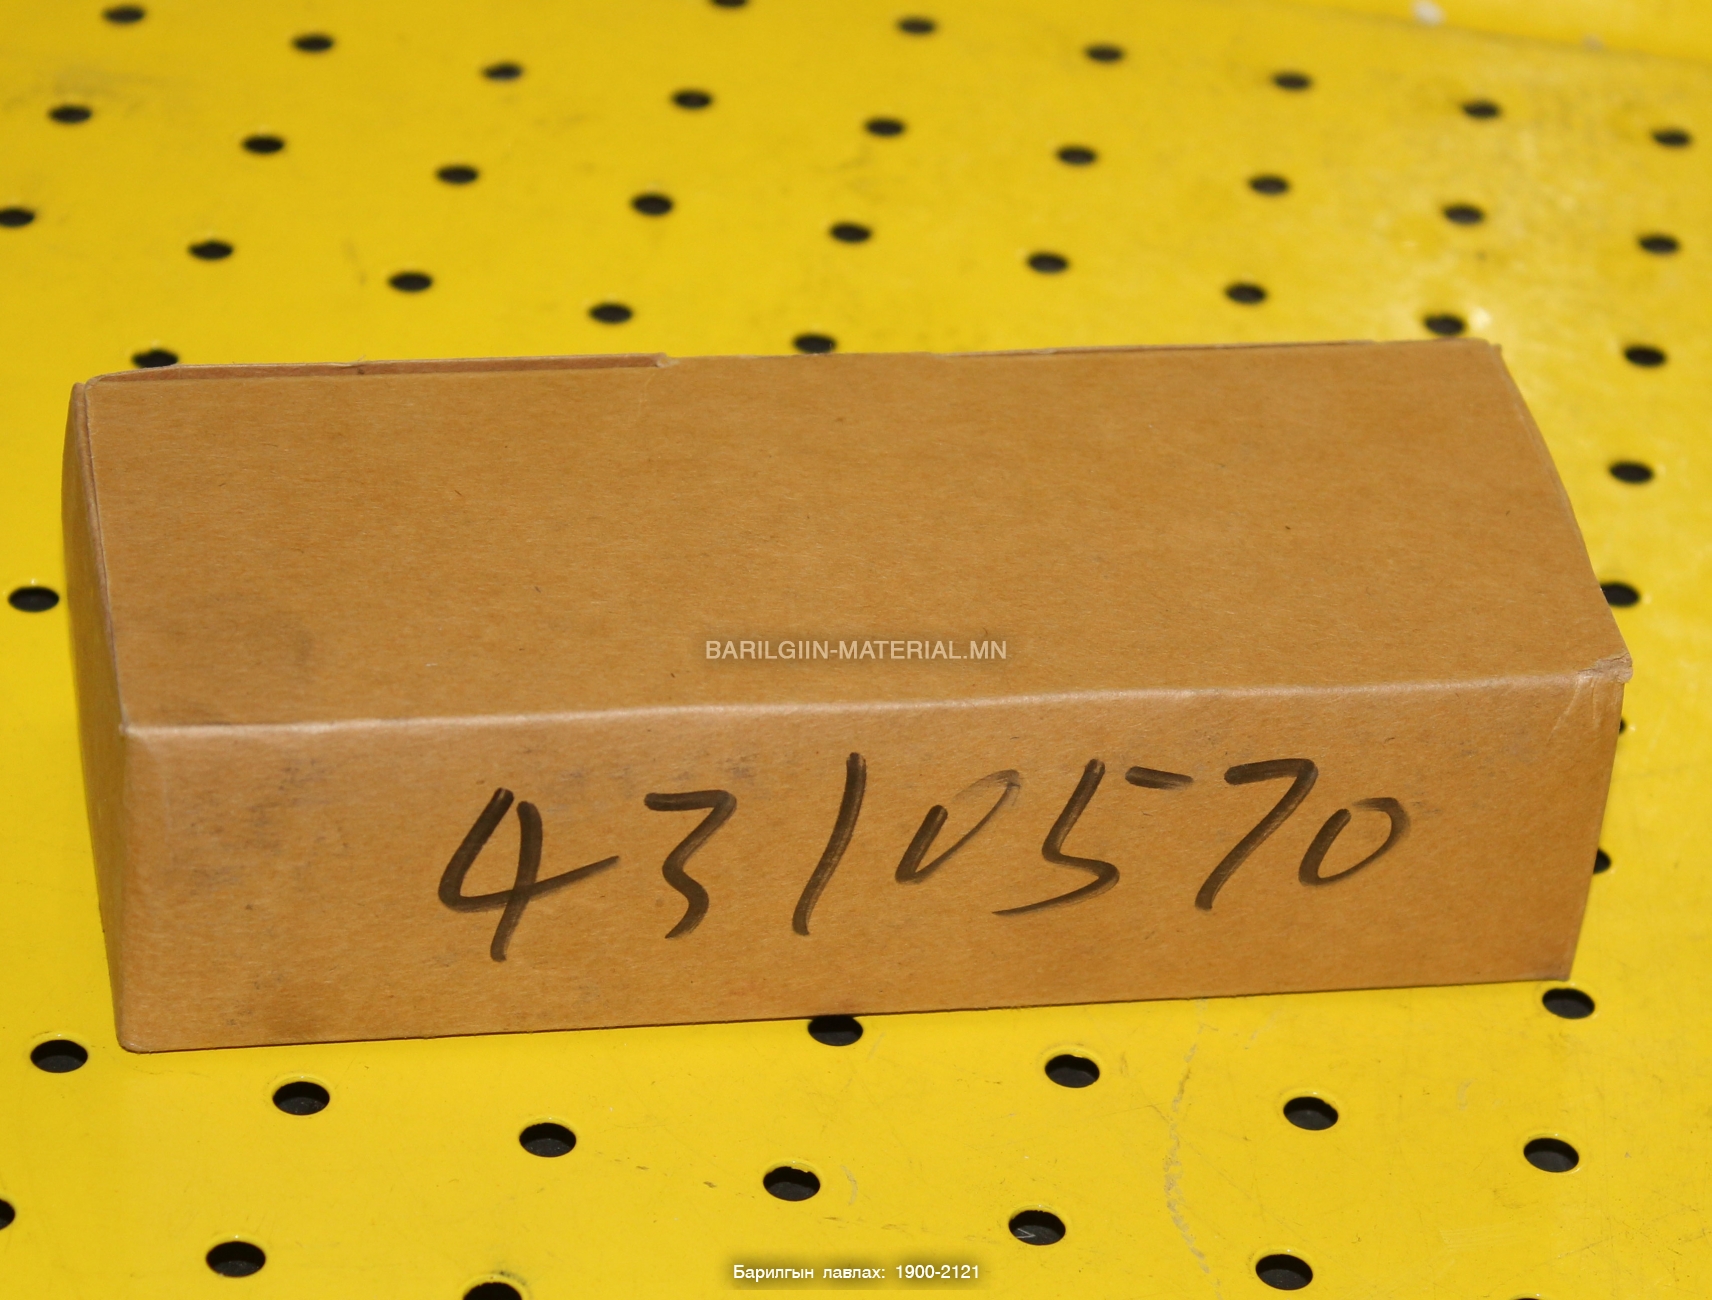 BARILGIIN-MATERIAL.MN
4310570
Барилгын лавлах: 1900-2121